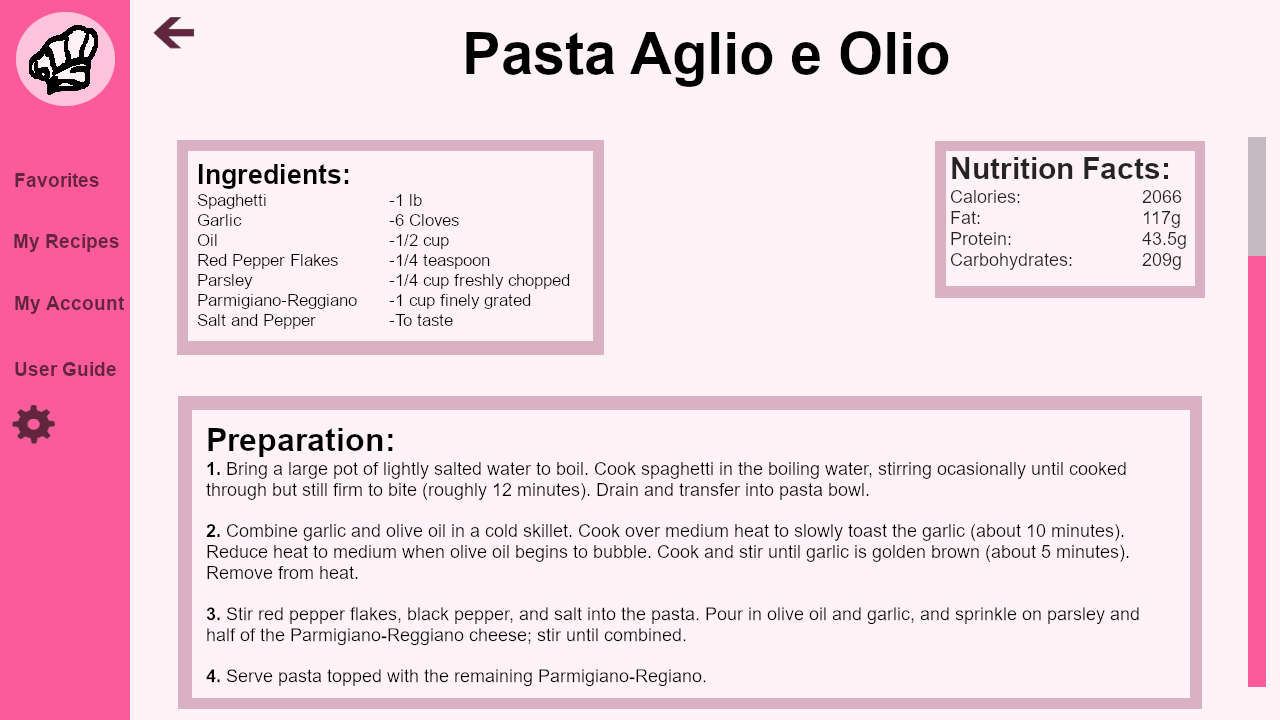 Pasta Aglio e Olio
Favorites
My Recipes
My Account
User Guide
Ingredients:
Spaghetti -1 lb
Garlic -6 Cloves
Oil -1/2 cup
Red Pepper Flakes -1/4 teaspoon
Parsley -1/4 cup freshly chopped
Parmigiano-Reggiano -1 cup finely grated
Salt and Pepper -To taste
Nutrition Facts:
Calories: 2066
Fat: 117g
Protein: 43.5g
Carbohydrates: 209g
Preparation:
1. Bring a large pot of lightly salted water to boil. Cook spaghetti in the boiling water, stirring ocasionally until cooked
through but still firm to bite (roughly 12 minutes). Drain and transfer into pasta bowl.
2. Combine garlic and olive oil in a cold skillet. Cook over medium heat to slowly toast the garlic (about 10 minutes).
Reduce heat to medium when olive oil begins to bubble. Cook and stir until garlic is golden brown (about 5 minutes).
Remove from heat.
3. Stir red pepper flakes, black pepper, and salt into the pasta. Pour in olive oil and garlic, and sprinkle on parsley and
half of the Parmigiano-Reggiano cheese; stir until combined.
4. Serve pasta topped with the remaining Parmigiano-Regiano.